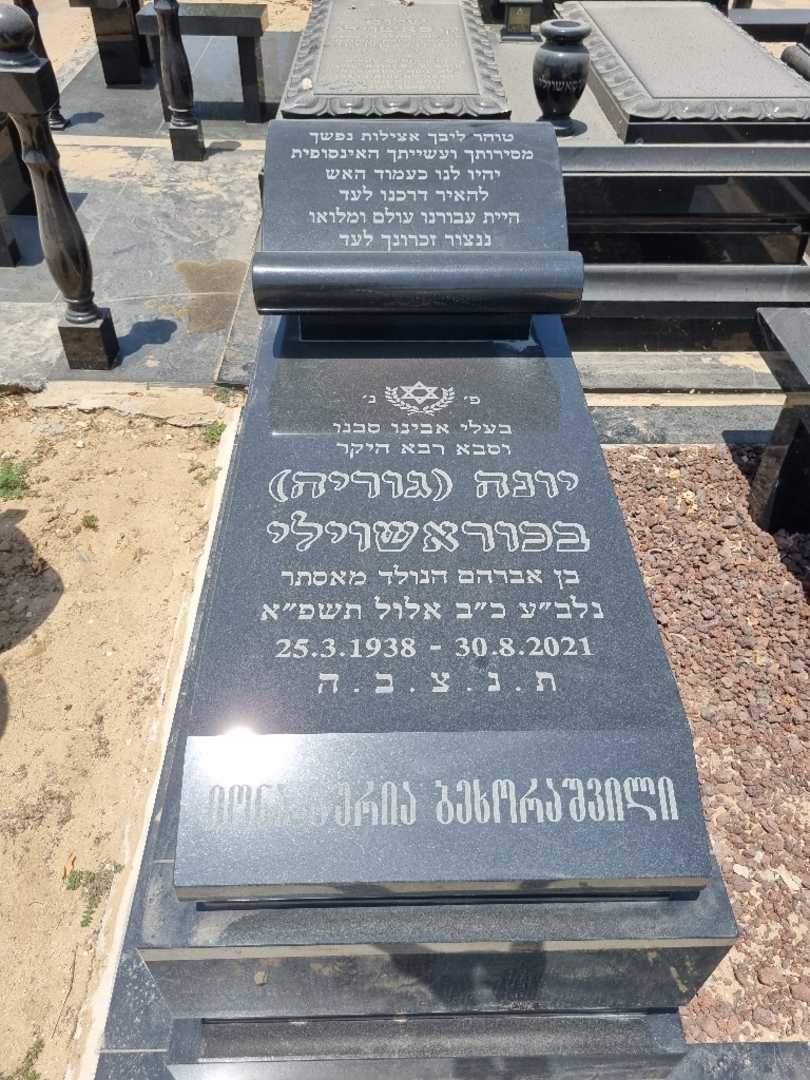 טוהר ליבך אצילות נפשך
מסירותך ועשייתך האינסופית
יהיו לנו כעמוד האש
להאיר דרכנו לעד
היית עבורנו עולם ומלואו
ננצור זכרונך לעד
פ׳ נ׳
בעלי אבינו סבנו
וסבא רבא היקר
יונה (גוריה)
בכוראשוילי
בן אברהם הנולד מאסתר
נלב״ע כ״ב אלול תשפ״א
25.3.1938 - 30.8.2021
ת . נ . צ . ב . ה
ბეხორაშვილი